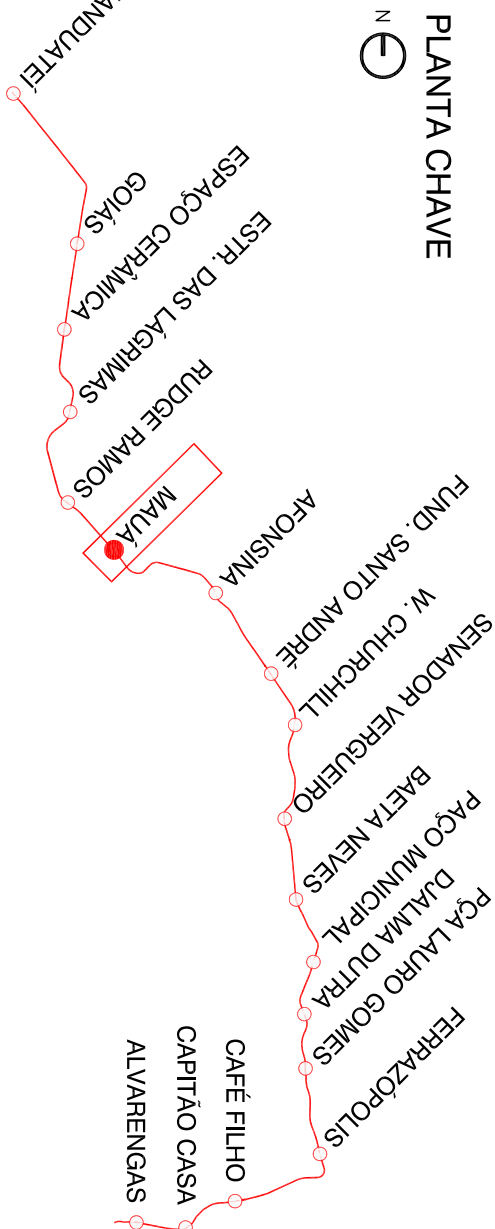 PLANTA CHAVE
N
GOIÁS
ESPAÇO CERÂMICA
ESTR. DAS LÁGRIMAS
RUDGE RAMOS
MAUÁ
AFONSINA
FUND. SANTO ANDRÉ
W. CHURCHILL
SENADOR VERGUEIRO
BAETA NEVES
PAÇO MUNICIPAL
DJALMA DUTRA
PÇA LAURO GOMES
FERRAZÓPOLIS
CAFÉ FILHO
CAPITÃO CASA
ALVARENGAS